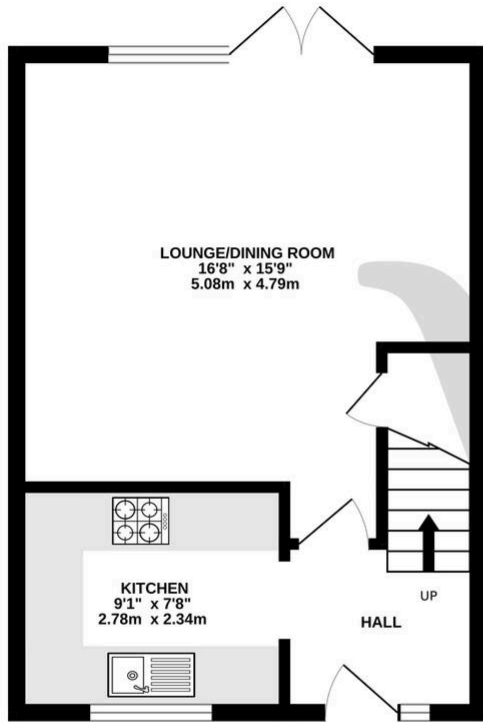 LOUNGE/DINING ROOM
16'8" x 15'9"
5.08m x 4.79m
KITCHEN
9'1" x 7'8"
2.78m x 2.34m
UP
HALL